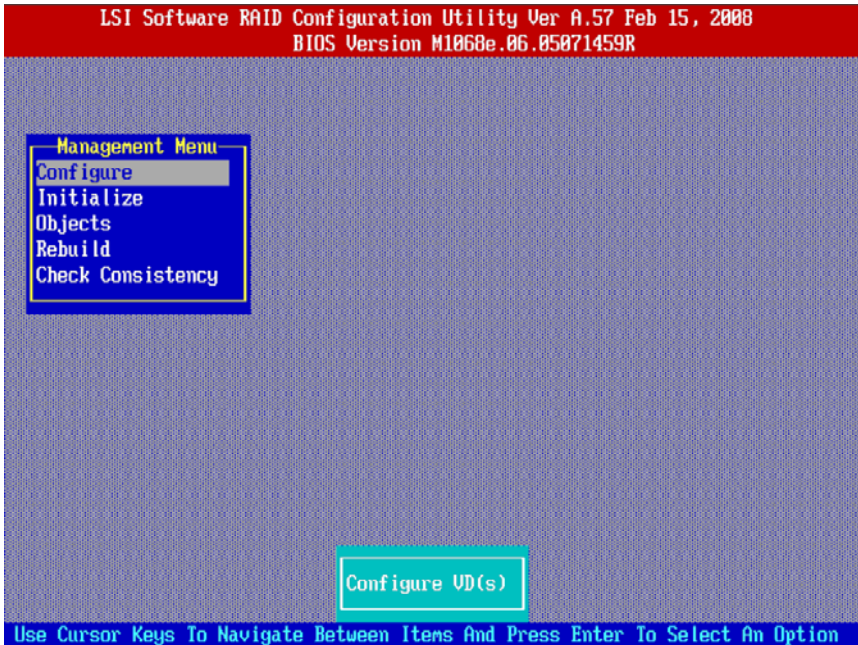 LSI Software RAID Configuration Utility Ver A.57 Feb 15, 2008
BIOS Version M1068e.06.05071459R
Management Menu
Configure
Initialize
Objects
Rebuild
Check Consistency
Configure VD(s)
Use Cursor Keys To Navigate Between Items And Press Enter To Select An Option